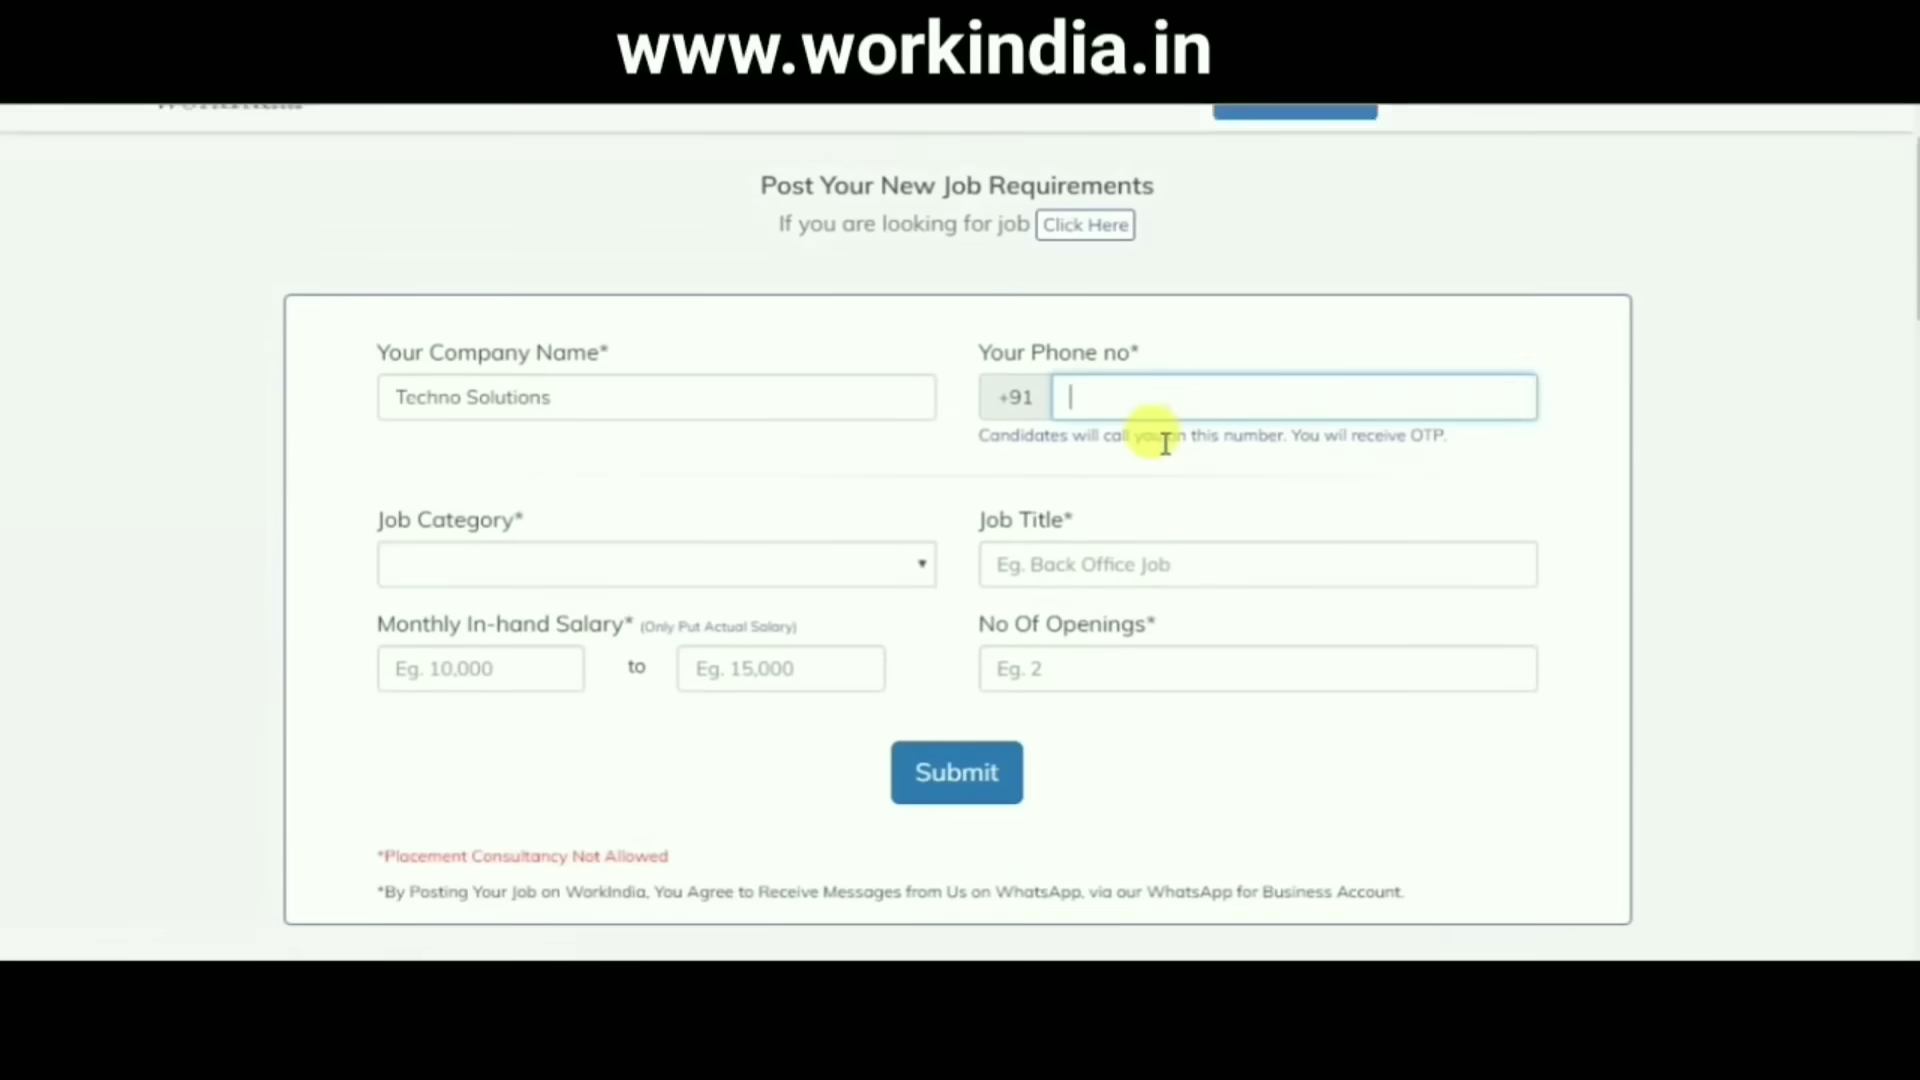 www.workindia.in
Post Your New Job Requirements
If you are looking for job Click Here
Your Company Name*
Your Phone no*
Techno Solutions
+91
Candidates will call you on this number. You wil receive OTP.
Job Category*
Job Title*
Eg. Back Office Job
Monthly In-hand Salary* (Only Put Actual Salary)
No Of Openings*
Eg. 10,000 to Eg. 15,000
Eg. 2
Submit
*Placement Consultancy Not Allowed
*By Posting Your Job on WorkIndia, You Agree to Receive Messages from Us on WhatsApp, via our WhatsApp for Business Account.